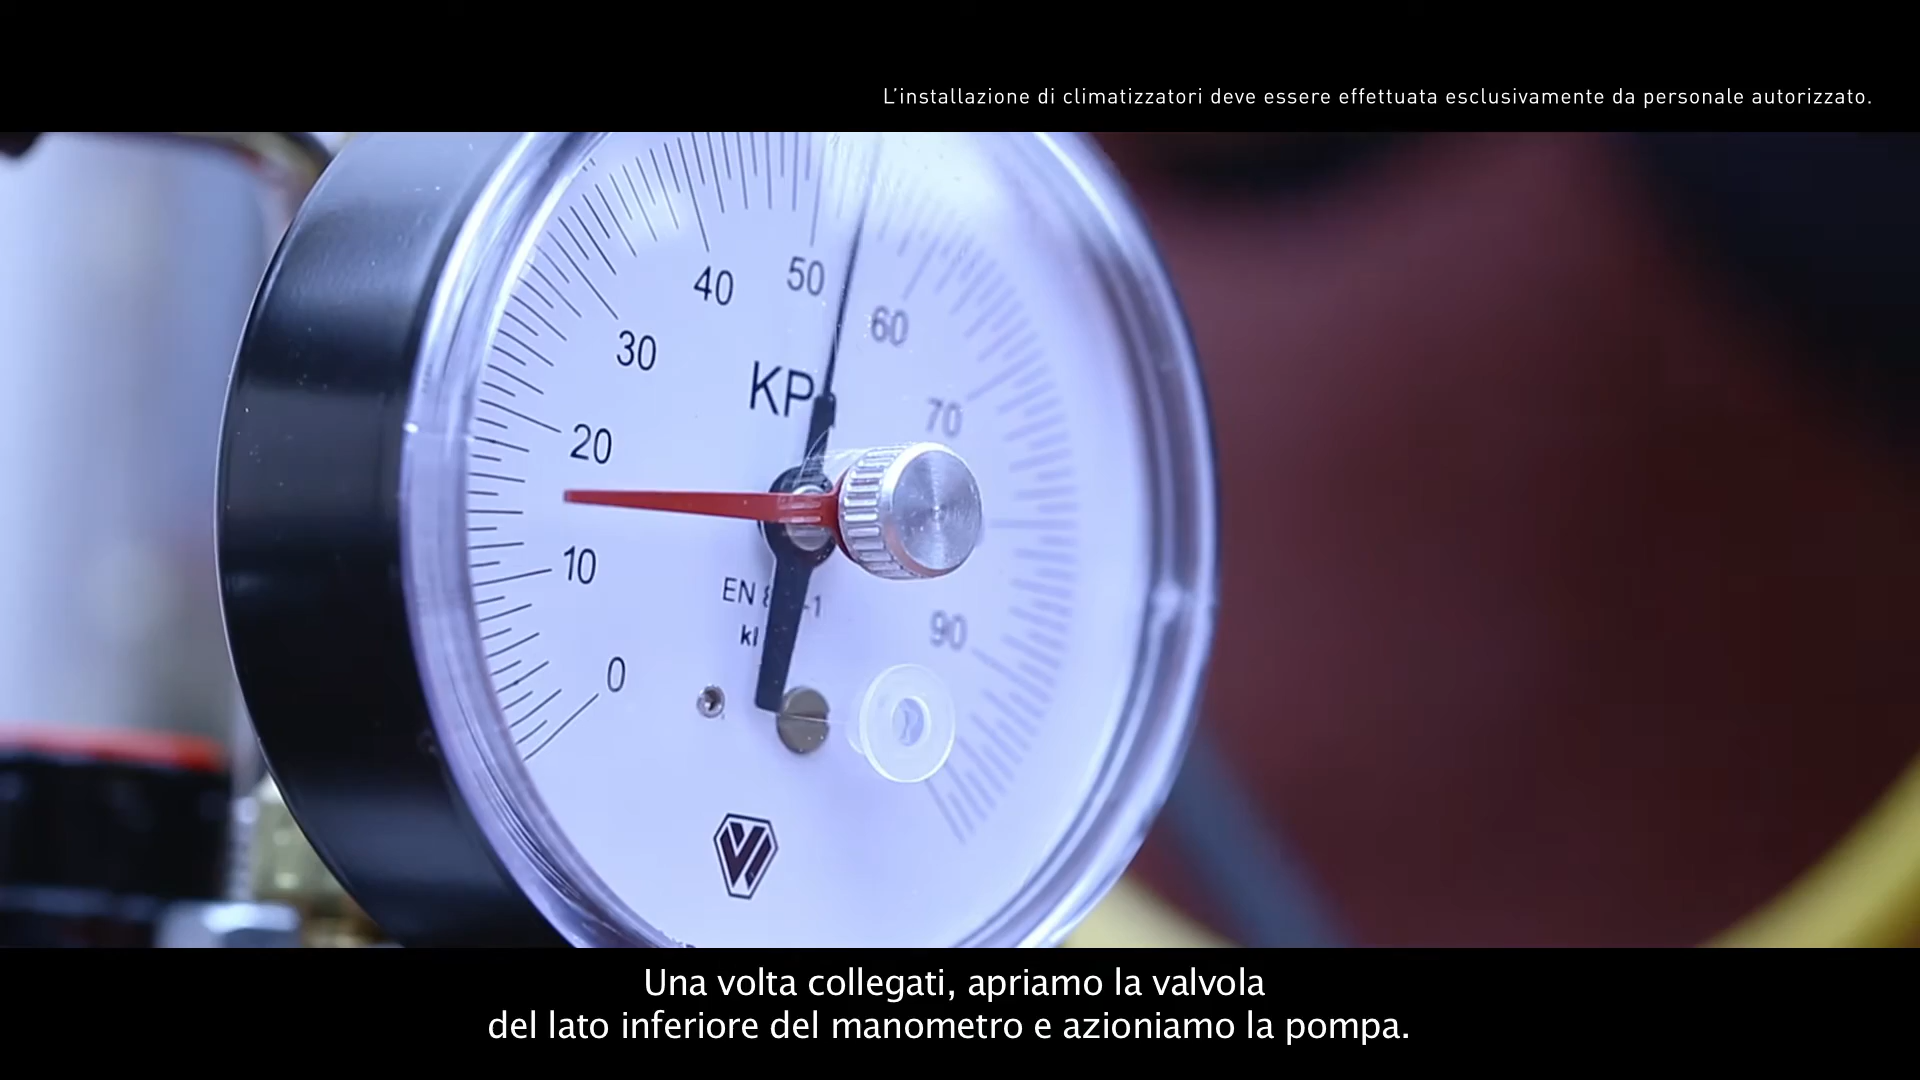 L'installazione di climatizzatori deve essere effettuata esclusivamente da personale autorizzato.
40
50
60
30
KP
70
20
10
EN
-1
90
0
Una volta collegati, apriamo la valvola
del lato inferiore del manometro e azioniamo la pompa.